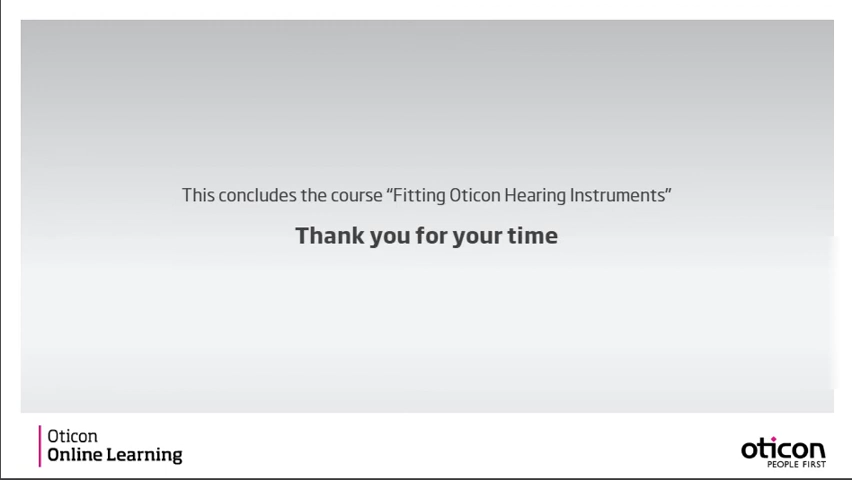 This concludes the course “Fitting Oticon Hearing Instruments”
Thank you for your time
Oticon
Online Learning
oticon
PEOPLE FIRST